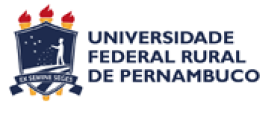 UNIVERSIDADE
FEDERAL RURAL
DE PERNAMBUCO
EX SEMINE SEGES